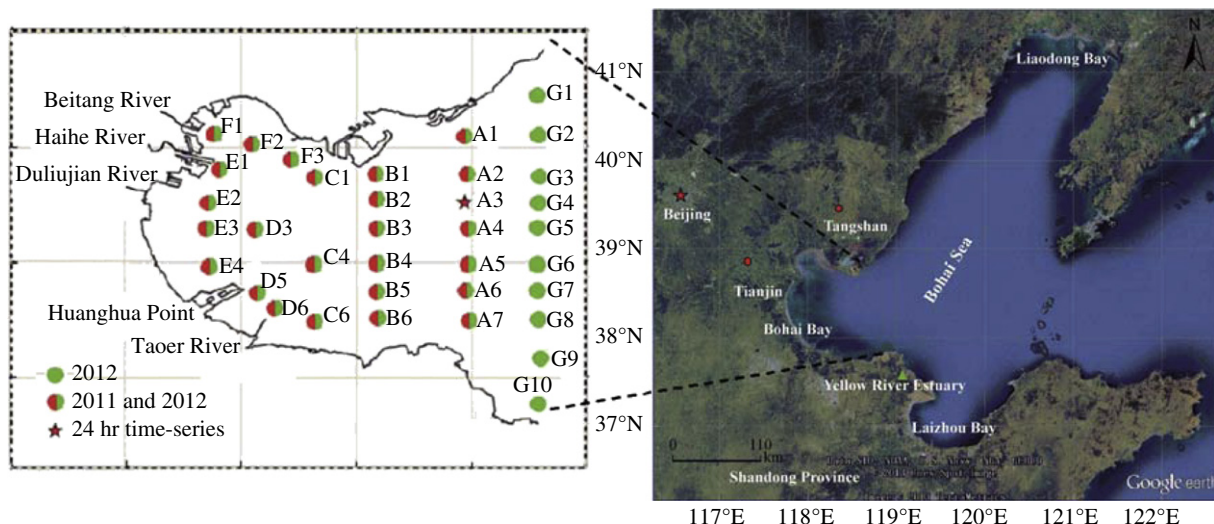 Beitang River
Haihe River
Duliujian River
Huanghua Point
Taoer River
F1
F2
F3
E1
C1
E2
E3
D3
E4
C4
D5
D6
C6
B1
B2
B3
B4
B5
B6
A1
A2
A3
A4
A5
A6
A7
G1
G2
G3
G4
G5
G6
G7
G8
G9
G10
2012
2011 and 2012
24 hr time-series
41°N
40°N
39°N
38°N
37°N
N
Liaodong Bay
Beijing
Tangshan
Bohai Sea
Tianjin
Bohai Bay
Yellow River Estuary
Laizhou Bay
0 110
km
Shandong Province
Google earth
117°E 118°E 119°E 120°E 121°E 122°E